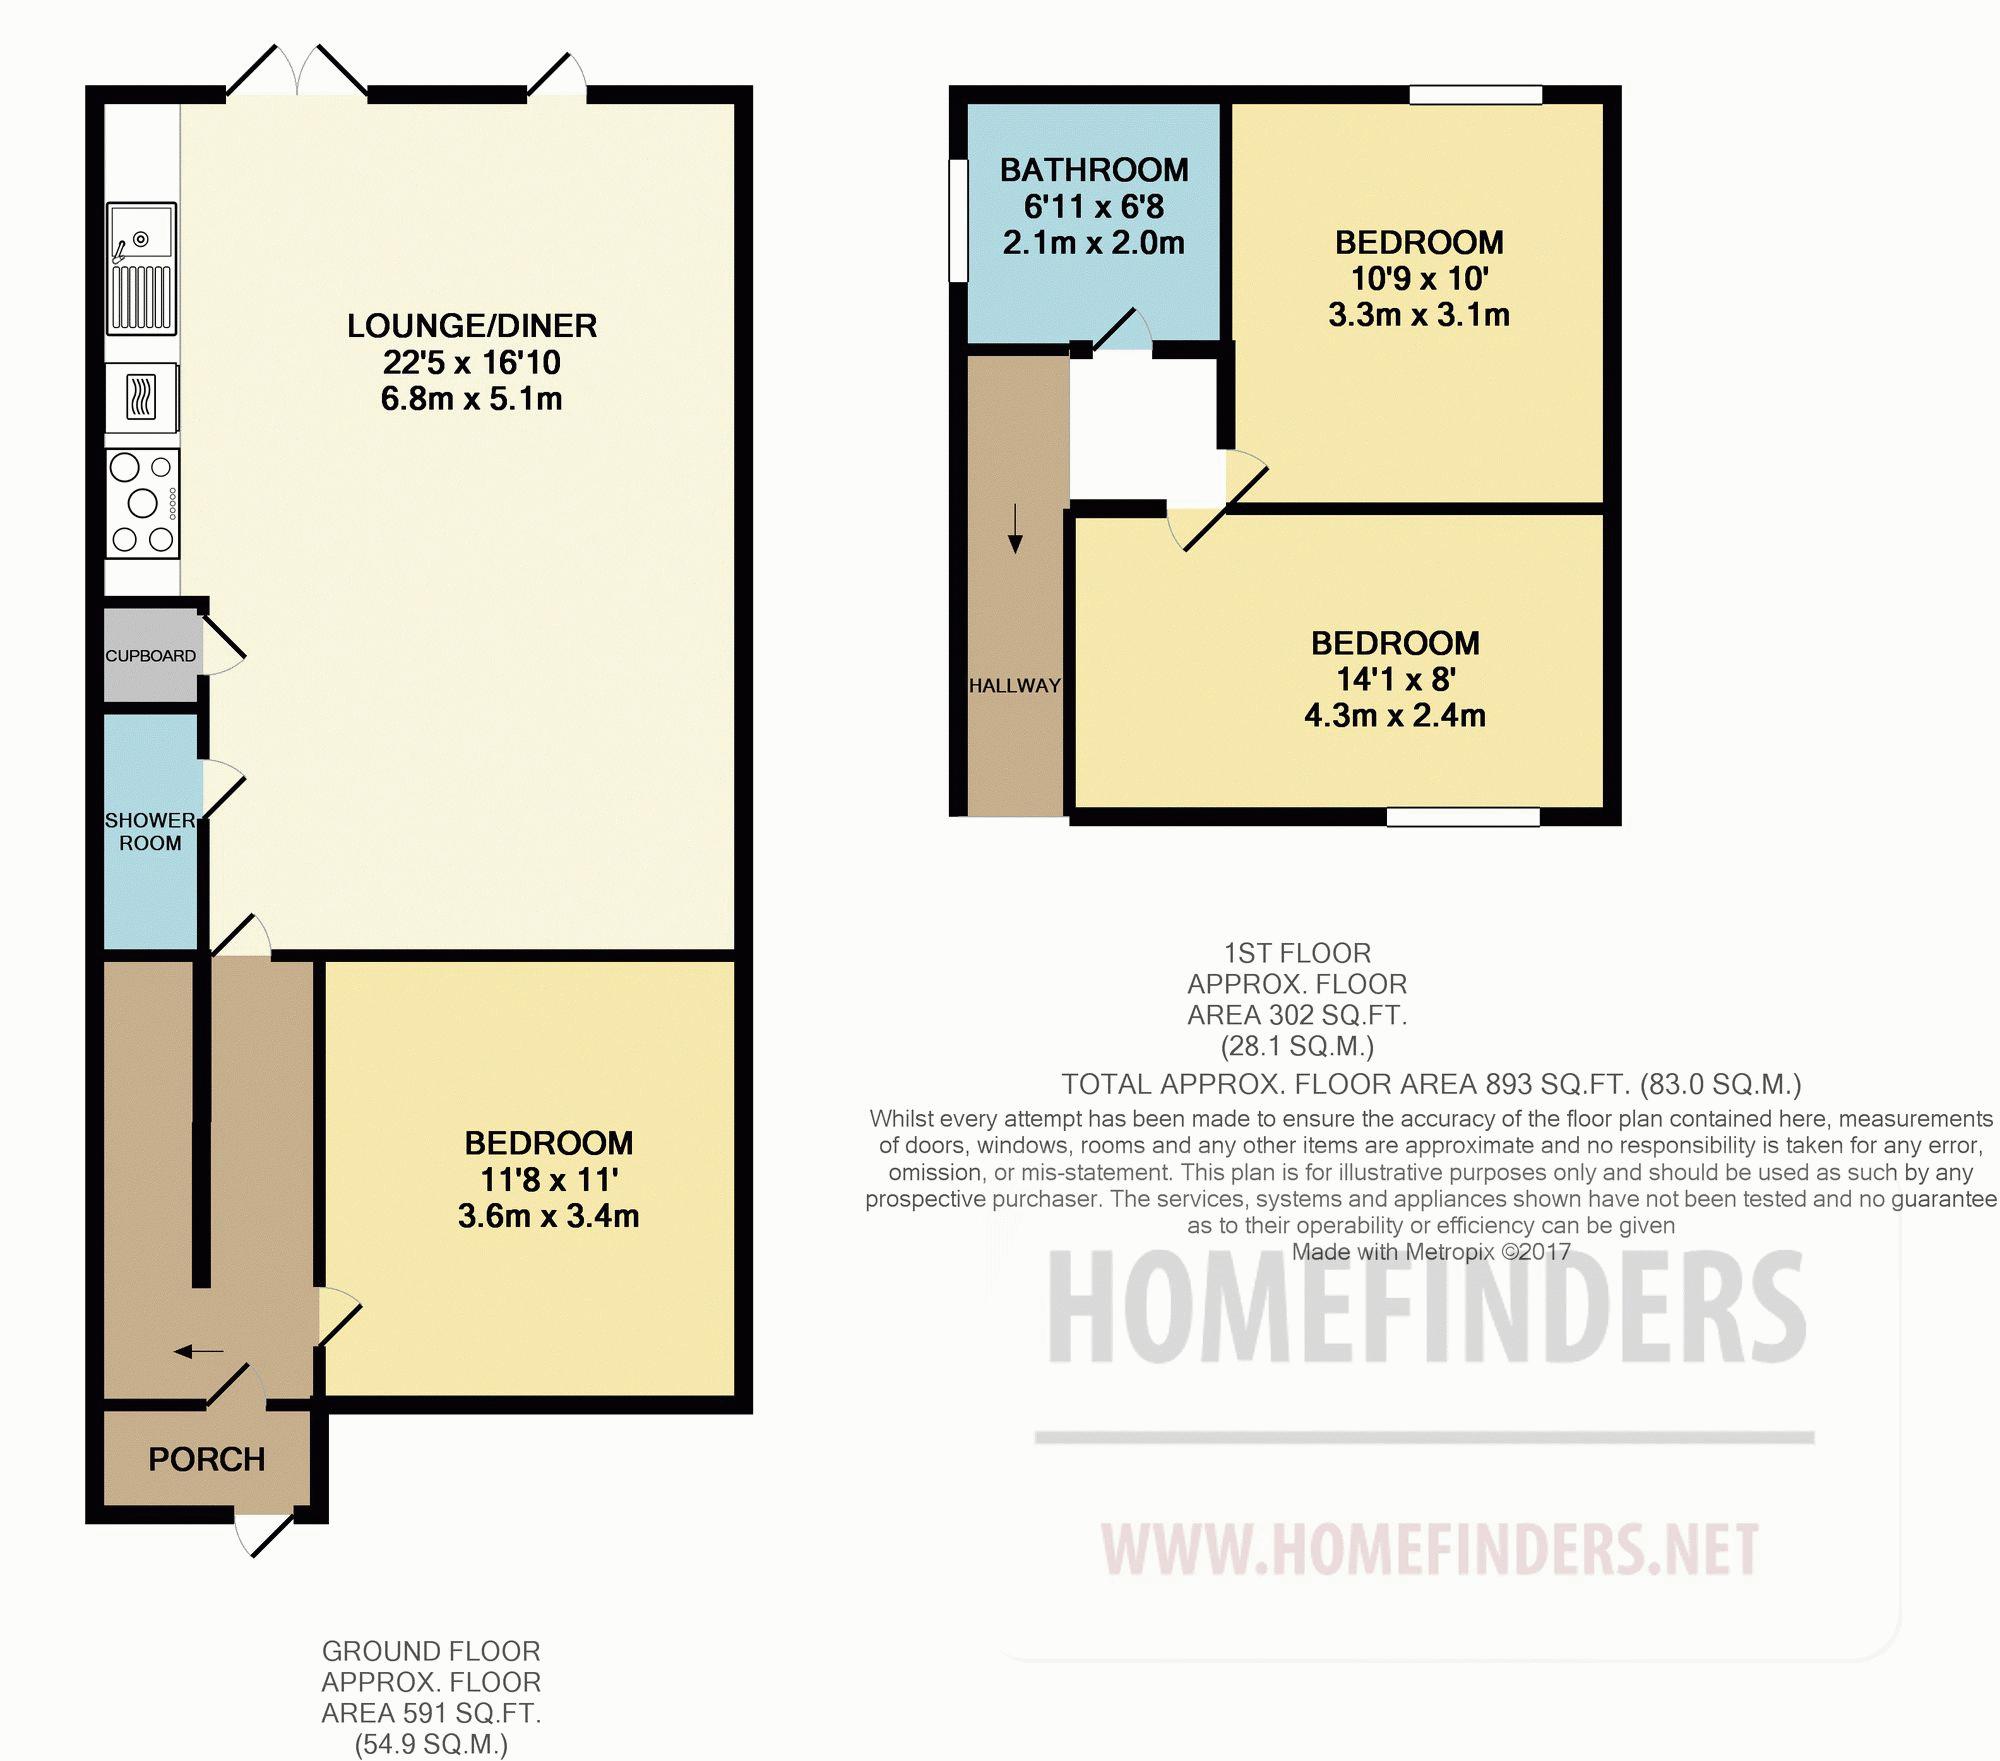 LOUNGE/DINER
22'5 x 16'10
6.8m x 5.1m
CUPBOARD
SHOWER
ROOM
BEDROOM
11'8 x 11'
3.6m x 3.4m
PORCH
GROUND FLOOR
APPROX. FLOOR
AREA 591 SQ.FT.
(54.9 SQ.M.)
BATHROOM
6'11 x 6'8
2.1m x 2.0m
BEDROOM
10'9 x 10'
3.3m x 3.1m
HALLWAY
BEDROOM
14'1 x 8'
4.3m x 2.4m
1ST FLOOR
APPROX. FLOOR
AREA 302 SQ.FT.
(28.1 SQ.M.)
TOTAL APPROX. FLOOR AREA 893 SQ.FT. (83.0 SQ.M.)
Whilst every attempt has been made to ensure the accuracy of the floor plan contained here, measurements
of doors, windows, rooms and any other items are approximate and no responsibility is taken for any error,
omission, or mis-statement. This plan is for illustrative purposes only and should be used as such by any
prospective purchaser. The services, systems and appliances shown have not been tested and no guarantee
as to their operability or efficiency can be given
Made with Metropix ©2017
HOMEFINDERS
WWW.HOMEFINDERS.NET